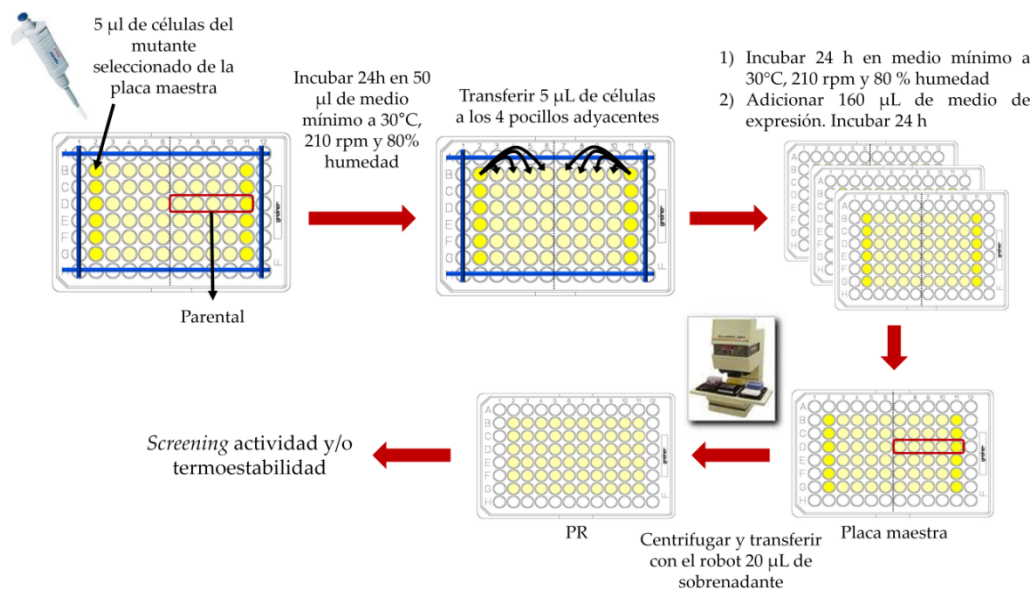 5 µl de células del
mutante
seleccionado de la
placa maestra
Incubar 24h en 50
µl de medio
mínimo a 30°C,
210 rpm y 80%
humedad
Transferir 5 µL de células
a los 4 pocillos adyacentes
1) Incubar 24 h en medio mínimo a
30°C, 210 rpm y 80 % humedad
2) Adicionar 160 µL de medio de
expresión. Incubar 24 h
Parental
Screening actividad y/o
termoestabilidad
PR
Centrifugar y transferir
con el robot 20 µL de
sobrenadante
Placa maestra